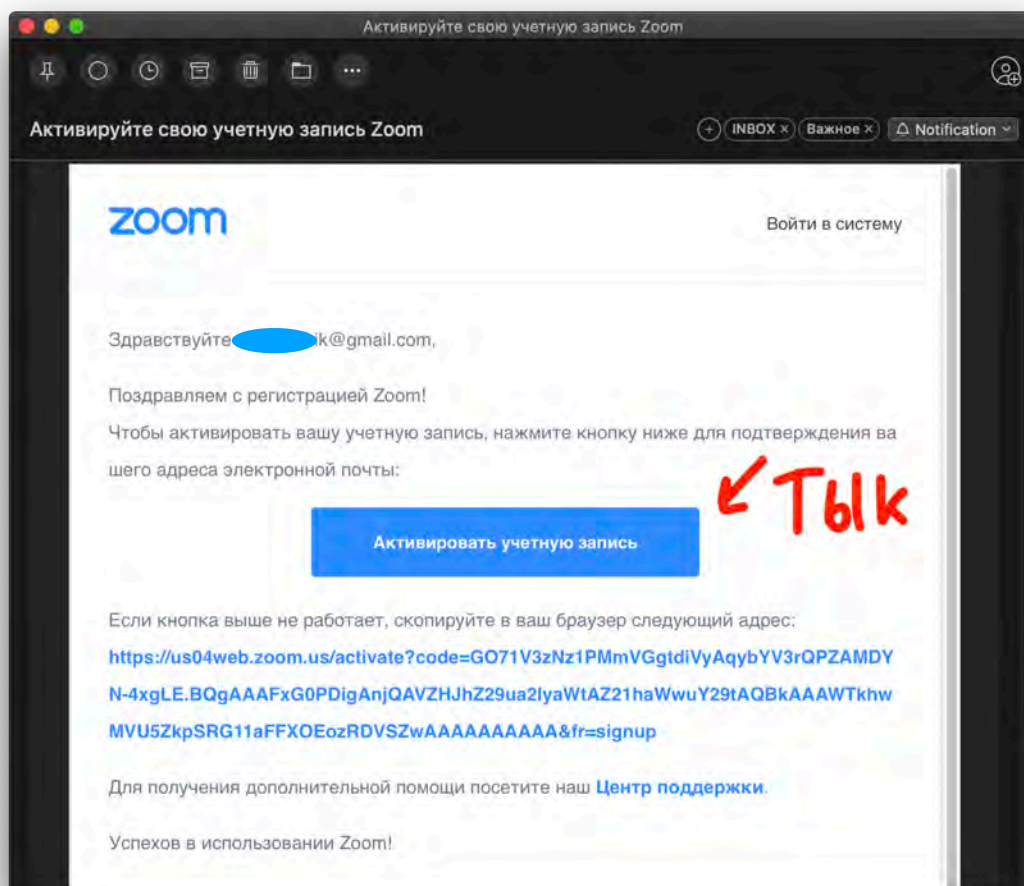 Активируйте свою учетную запись Zoom
Активируйте свою учетную запись Zoom
INBOX × Важное × Notification
zoom
Войти в систему
Здравствуйте ik@gmail.com,
Поздравляем с регистрацией Zoom!
Чтобы активировать вашу учетную запись, нажмите кнопку ниже для подтверждения ва
шего адреса электронной почты:
Тык
Активировать учетную запись
Если кнопка выше не работает, скопируйте в ваш браузер следующий адрес:
https://us04web.zoom.us/activate?code=GO71V3zNz1PMmVGgtdiVyAqybYV3rQPZAMDY
N-4xgLE.BQgAAAFxG0PDigAnjQAVZHJhZ29ua2lyaWtAZ21haWwuY29tAQBkAAAWTkhw
MVU5ZkpSRG11aFFXOEozRDVSZwAAAAAAAAAA&fr=signup
Для получения дополнительной помощи посетите наш Центр поддержки.
Успехов в использовании Zoom!